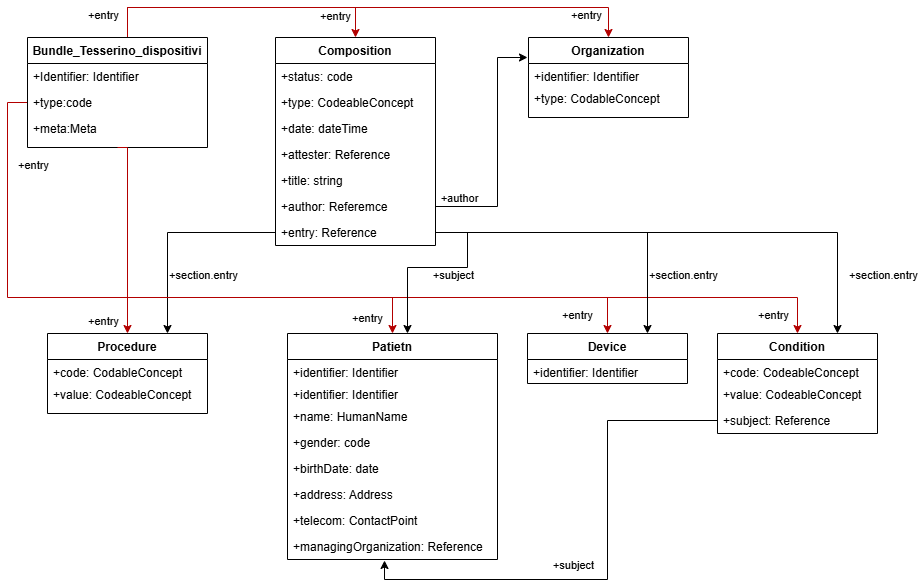 +entry
+entry
+entry
Bundle_Tesserino_dispositivi
+Identifier: Identifier
+type:code
+meta:Meta
Composition
+status: code
+type: CodeableConcept
+date: dateTime
+attester: Reference
+title: string
+author: Referemce
+entry: Reference
Organization
+identifier: Identifier
+type: CodableConcept
+entry
+author
+section.entry
+subject
+section.entry
+section.entry
+entry
+entry
+entry
+entry
Procedure
+code: CodableConcept
+value: CodeableConcept
Patietn
+identifier: Identifier
+identifier: Identifier
+name: HumanName
+gender: code
+birthDate: date
+address: Address
+telecom: ContactPoint
+managingOrganization: Reference
Device
+identifier: Identifier
Condition
+code: CodeableConcept
+value: CodeableConcept
+subject: Reference
+subject